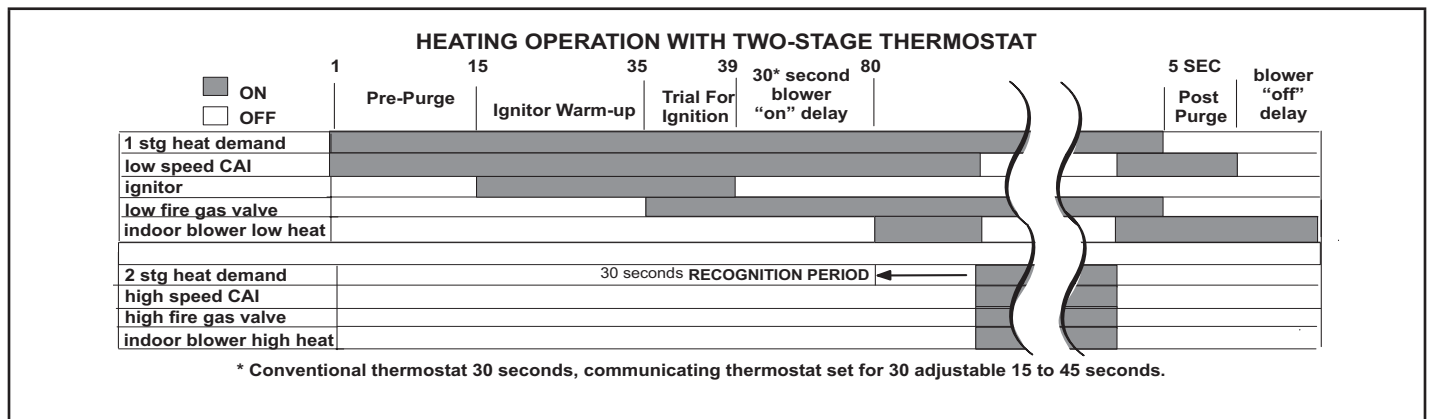 HEATING OPERATION WITH TWO-STAGE THERMOSTAT
1 15 35 39 80 5 SEC
ON
OFF
Pre-Purge
Ignitor Warm-up
Trial For
Ignition
30* second
blower
“on” delay
Post
Purge
blower
“off”
delay
1 stg heat demand
low speed CAI
ignitor
low fire gas valve
indoor blower low heat
2 stg heat demand
30 seconds RECOGNITION PERIOD
high speed CAI
high fire gas valve
indoor blower high heat
* Conventional thermostat 30 seconds, communicating thermostat set for 30 adjustable 15 to 45 seconds.